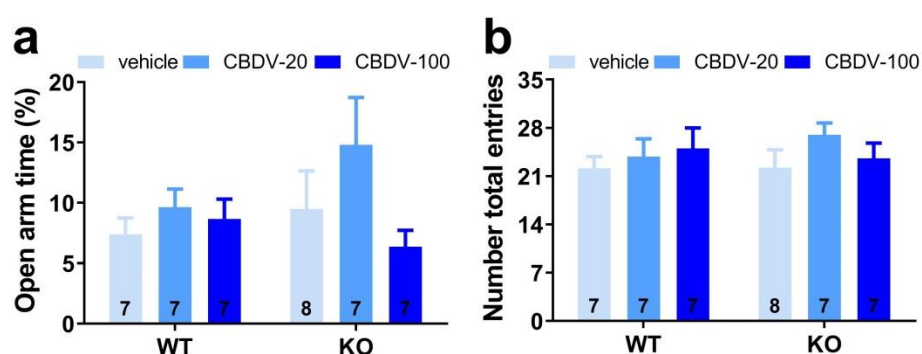 a
vehicle CBDV-20 CBDV-100
Open arm time (%)
20
15
10
5
0
7 7 7 8 7 7
WT KO
b
vehicle CBDV-20 CBDV-100
Number total entries
35
28
21
14
7
0
7 7 7 8 7 7
WT KO